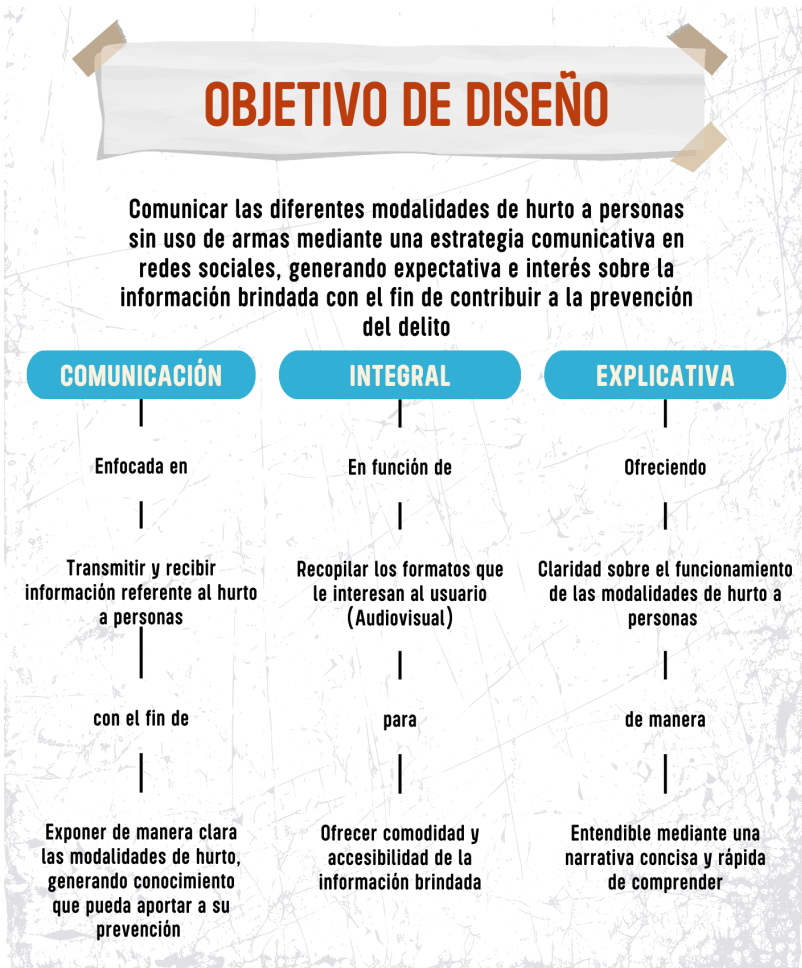 OBJETIVO DE DISEÑO
Comunicar las diferentes modalidades de hurto a personas
sin uso de armas mediante una estrategia comunicativa en
redes sociales, generando expectativa e interés sobre la
información brindada con el fin de contribuir a la prevención
del delito
COMUNICACIÓN
Enfocada en
Transmitir y recibir
información referente al hurto
a personas
con el fin de
Exponer de manera clara
las modalidades de hurto,
generando conocimiento
que pueda aportar a su
prevención
INTEGRAL
En función de
Recopilar los formatos que
le interesan al usuario
(Audiovisual)
para
Ofrecer comodidad y
accesibilidad de la
información brindada
EXPLICATIVA
Ofreciendo
Claridad sobre el funcionamiento
de las modalidades de hurto a
personas
de manera
Entendible mediante una
narrativa concisa y rápida
de comprender